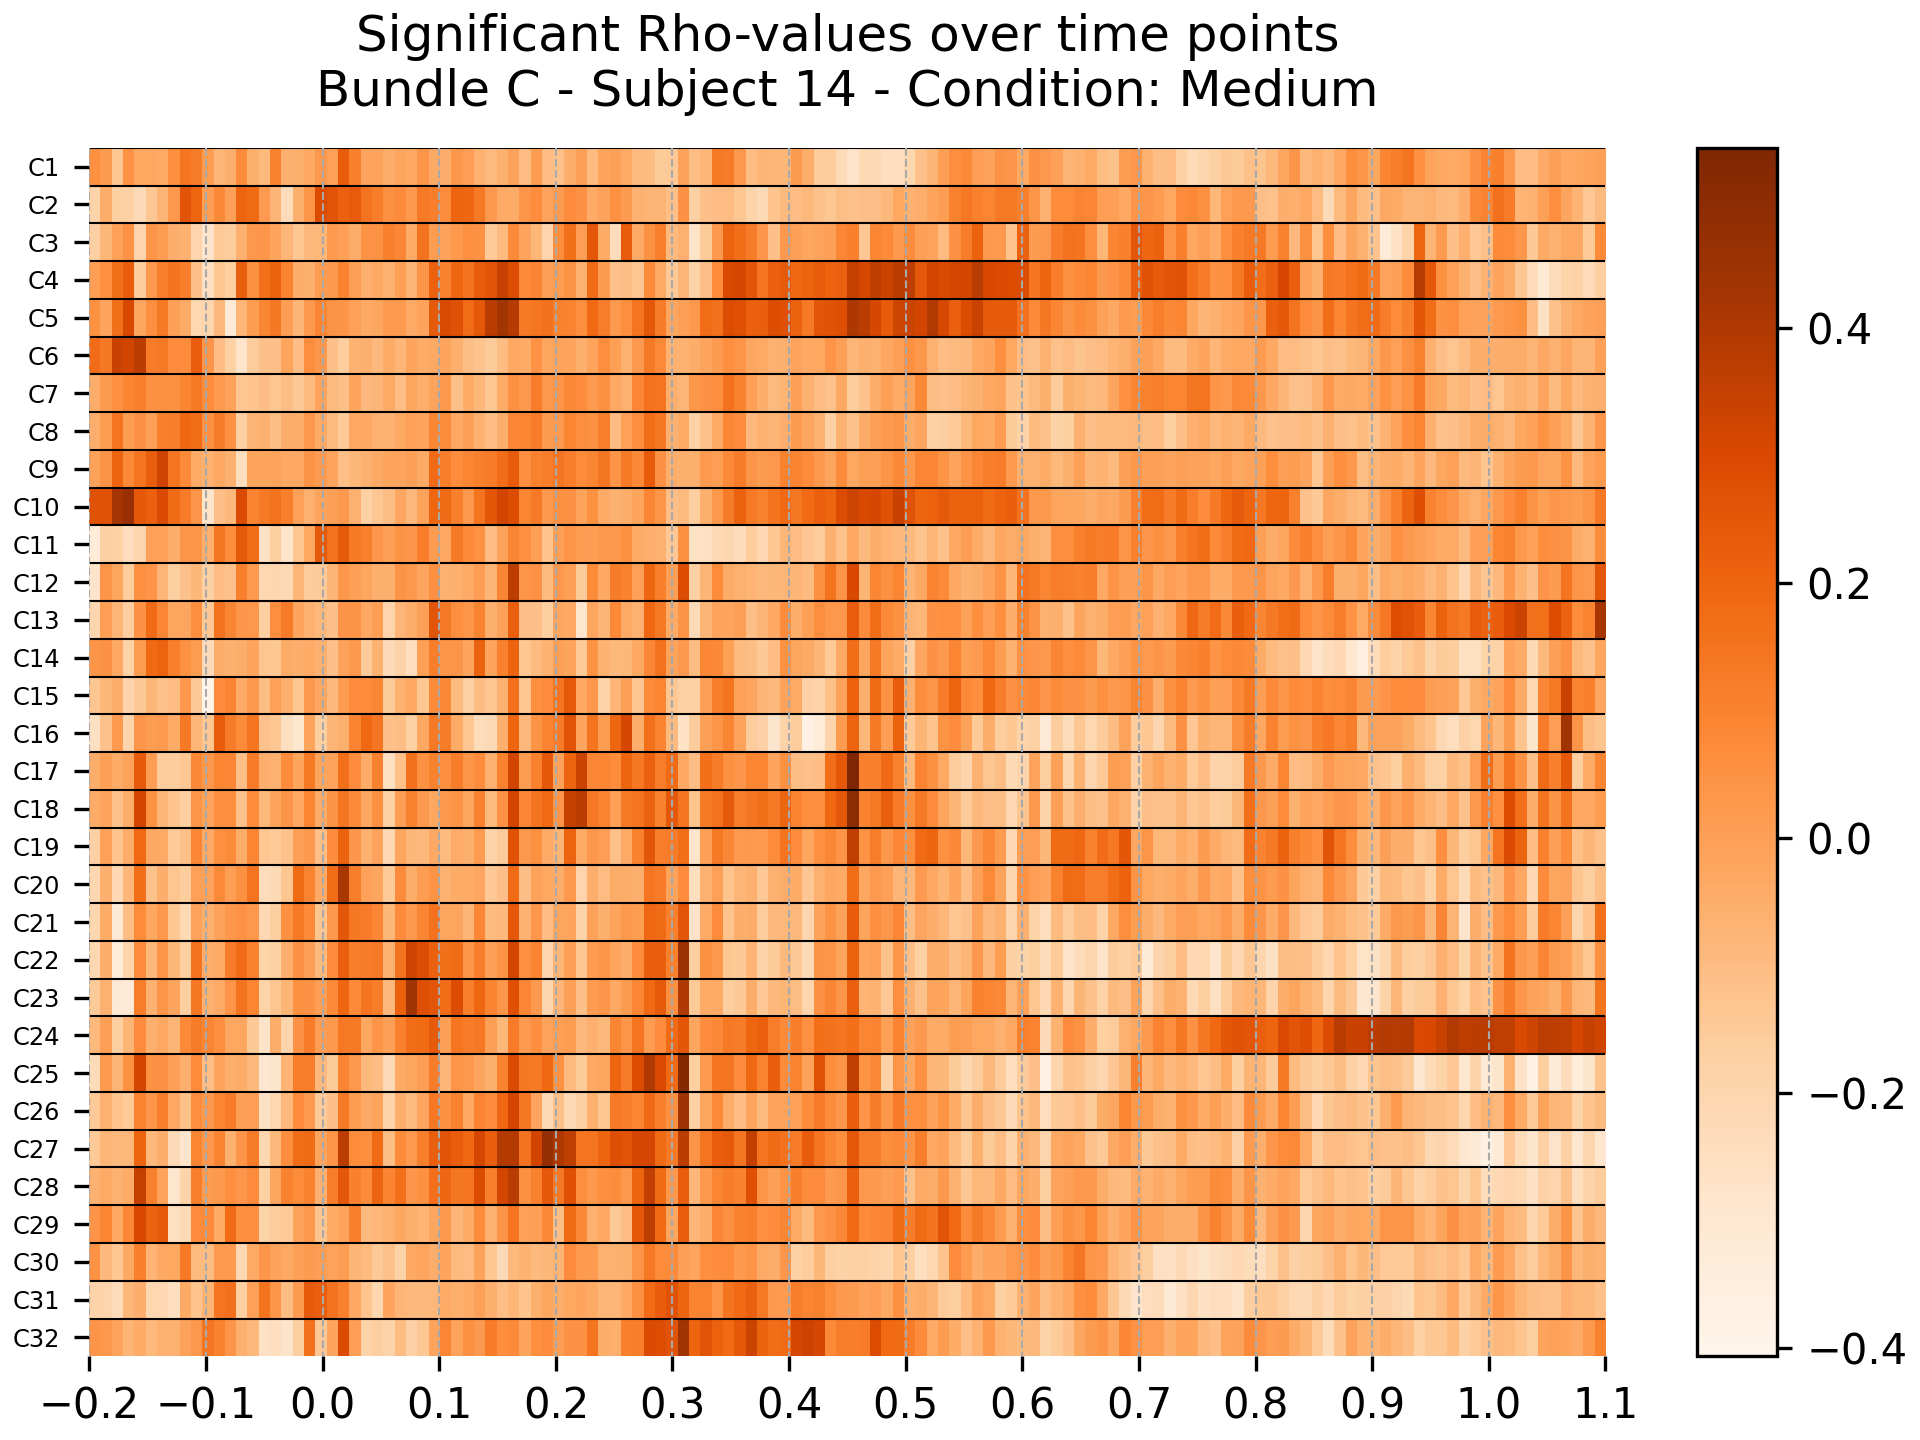 Significant Rho-values over time points
Bundle C - Subject 14 - Condition: Medium
C1
C2
C3
C4
C5
C6
C7
C8
C9
C10
C11
C12
C13
C14
C15
C16
C17
C18
C19
C20
C21
C22
C23
C24
C25
C26
C27
C28
C29
C30
C31
C32
−0.2 −0.1 0.0 0.1 0.2 0.3 0.4 0.5 0.6 0.7 0.8 0.9 1.0 1.1
0.4
0.2
0.0
−0.2
−0.4